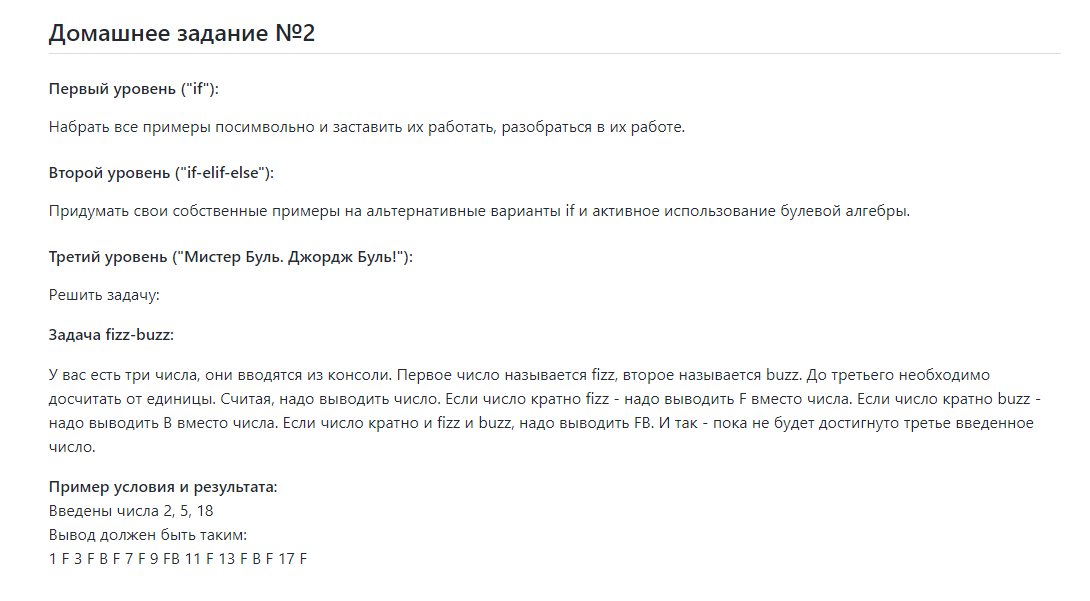 Домашнее задание №2
Первый уровень ("if"):
Набрать все примеры посимвольно и заставить их работать, разобраться в их работе.
Второй уровень ("if-elif-else"):
Придумать свои собственные примеры на альтернативные варианты if и активное использование булевой алгебры.
Третий уровень ("Мистер Буль. Джордж Буль!"):
Решить задачу:
Задача fizz-buzz:
У вас есть три числа, они вводятся из консоли. Первое число называется fizz, второе называется buzz. До третьего необходимо
досчитать от единицы. Считая, надо выводить число. Если число кратно fizz - надо выводить F вместо числа. Если число кратно buzz -
надо выводить B вместо числа. Если число кратно и fizz и buzz, надо выводить FB. И так - пока не будет достигнуто третье введенное
число.
Пример условия и результата:
Введены числа 2, 5, 18
Вывод должен быть таким:
1 F 3 F B F 7 F 9 FB 11 F 13 F B F 17 F